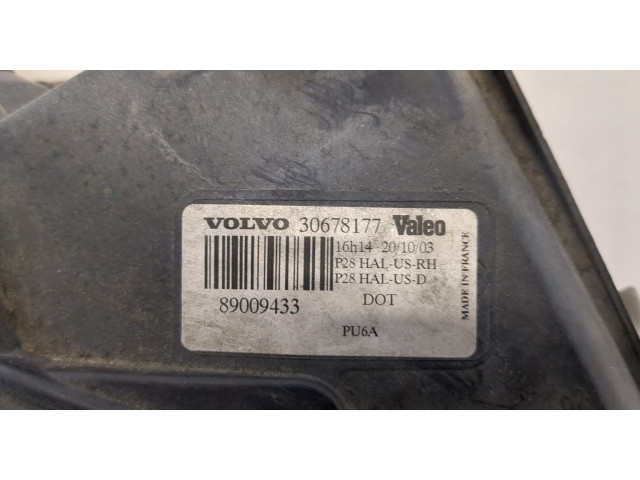 VOLVO 30678177 Valeo
16h14 20/10/03
P28 HAL-US-RH
P28 HAL-US-D
89009433 DOT
PU6A
MADE IN FRANCE